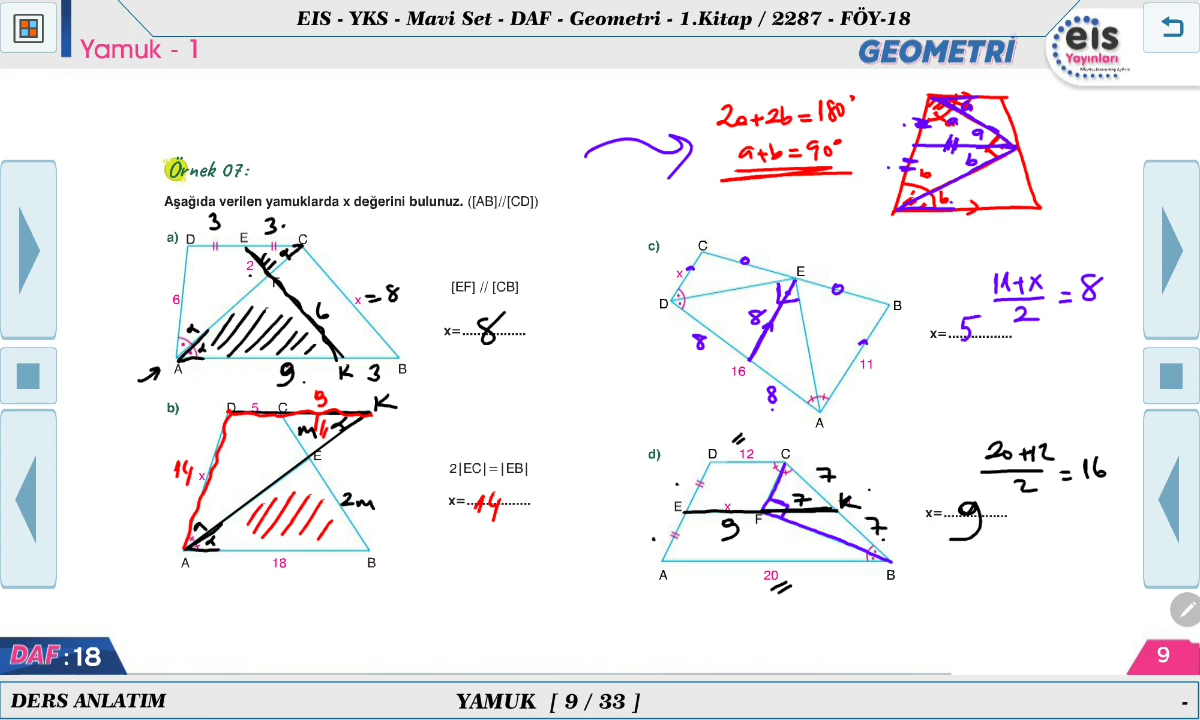 EIS - YKS - Mavi Set - DAF - Geometri - 1.Kitap / 2287 - FÖY-18
Yamuk - 1
GEOMETRİ
eis
Yayınları
2a+2b=180°
a+b=90°
a
a
a
b
b
b
Örnek 07:
Aşağıda verilen yamuklarda x değerini bulunuz. ([AB]//[CD])
a)
3
3
D
E
C
2
α
F
6
6
x = 8
α
α
A
9
K
3
B
[EF] // [CB]
x=...8...
b)
D
5
C
9
K
m
4
α
14
x
E
2m
α
α
A
18
B
2|EC|=|EB|
x=...14...
c)
C
x
E
D
B
8
8
16
8
11
A
11+x
2
= 8
x=...5...
d)
D
12
C
7
E
x
7
K
9
F
7
A
20
B
20+12
2
= 16
x=...9...
DAF:18
9
DERS ANLATIM
YAMUK [ 9 / 33 ]
-